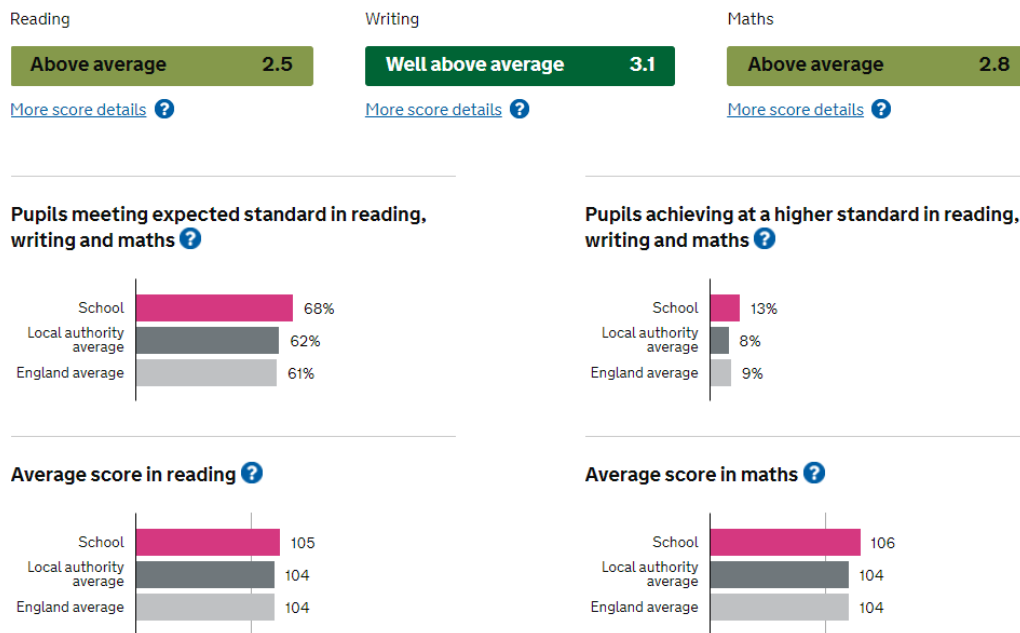 Reading
Above average 2.5
More score details ?
Writing
Well above average 3.1
More score details ?
Maths
Above average 2.8
More score details ?
Pupils meeting expected standard in reading,
writing and maths ?
School 68%
Local authority
average 62%
England average 61%
Pupils achieving at a higher standard in reading,
writing and maths ?
School 13%
Local authority
average 8%
England average 9%
Average score in reading ?
School 105
Local authority
average 104
England average 104
Average score in maths ?
School 106
Local authority
average 104
England average 104